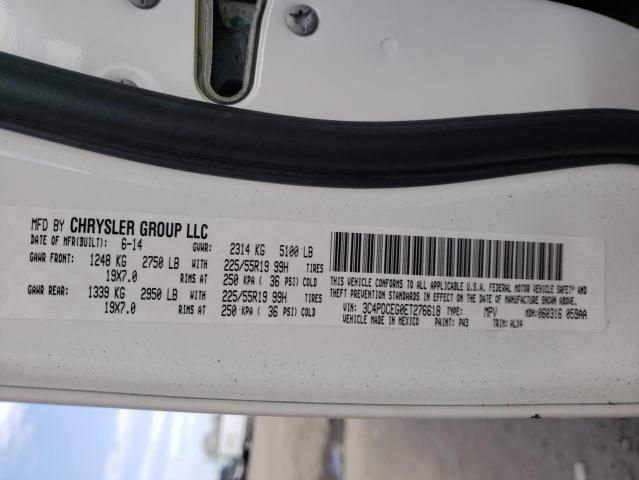 MFD BY CHRYSLER GROUP LLC
DATE OF MFR(BUILT): 6-14 GVWR: 2314 KG 5100 LB
GAWR FRONT: 1248 KG 2750 LB WITH 225/55R19 99H TIRES
19X7.0 RIMS AT 250 KPA ( 36 PSI) COLD
GAWR REAR: 1339 KG 2950 LB WITH 225/55R19 99H TIRES
19X7.0 RIMS AT 250 KPA ( 36 PSI) COLD
THIS VEHICLE CONFORMS TO ALL APPLICABLE U.S.A. FEDERAL MOTOR VEHICLE SAFETY AND
THEFT PREVENTION STANDARDS IN EFFECT ON THE DATE OF MANUFACTURE SHOWN ABOVE.
VIN: 3C4PDCEG0ET276618 TYPE: MPV MDH: 060316 059AA
VEHICLE MADE IN MEXICO PAINT: PW3 TRIM: ALX4